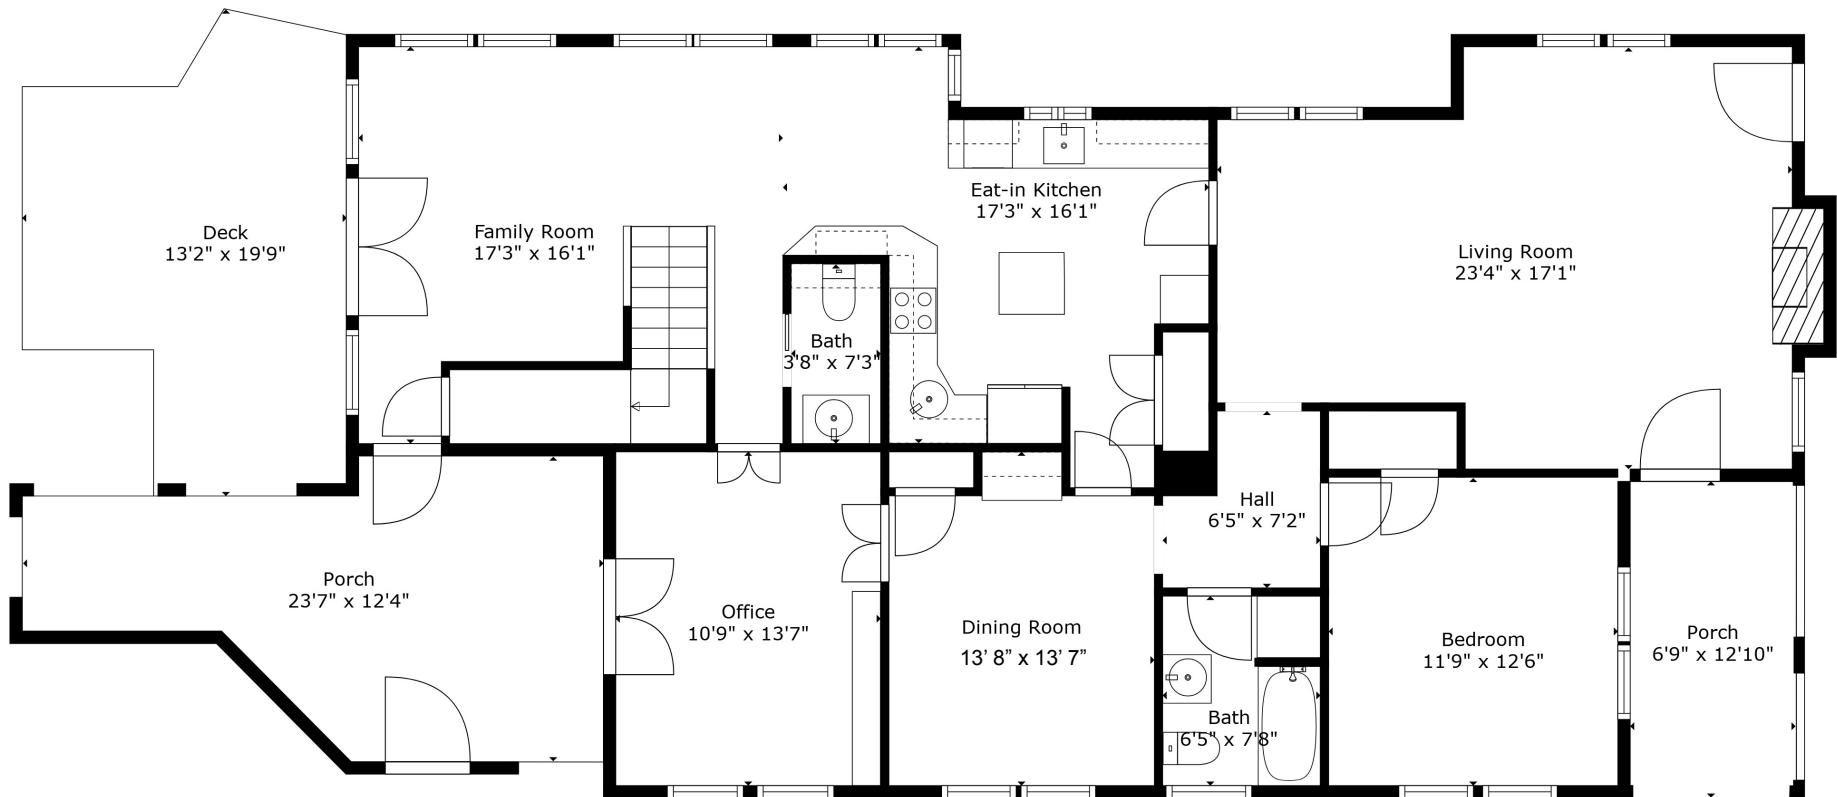 Deck
13'2" x 19'9"
Family Room
17'3" x 16'1"
Eat-in Kitchen
17'3" x 16'1"
Living Room
23'4" x 17'1"
Bath
3'8" x 7'3"
Hall
6'5" x 7'2"
Porch
23'7" x 12'4"
Office
10'9" x 13'7"
Dining Room
13' 8” x 13' 7”
Bedroom
11'9" x 12'6"
Porch
6'9" x 12'10"
Bath
6'5" x 7'8"